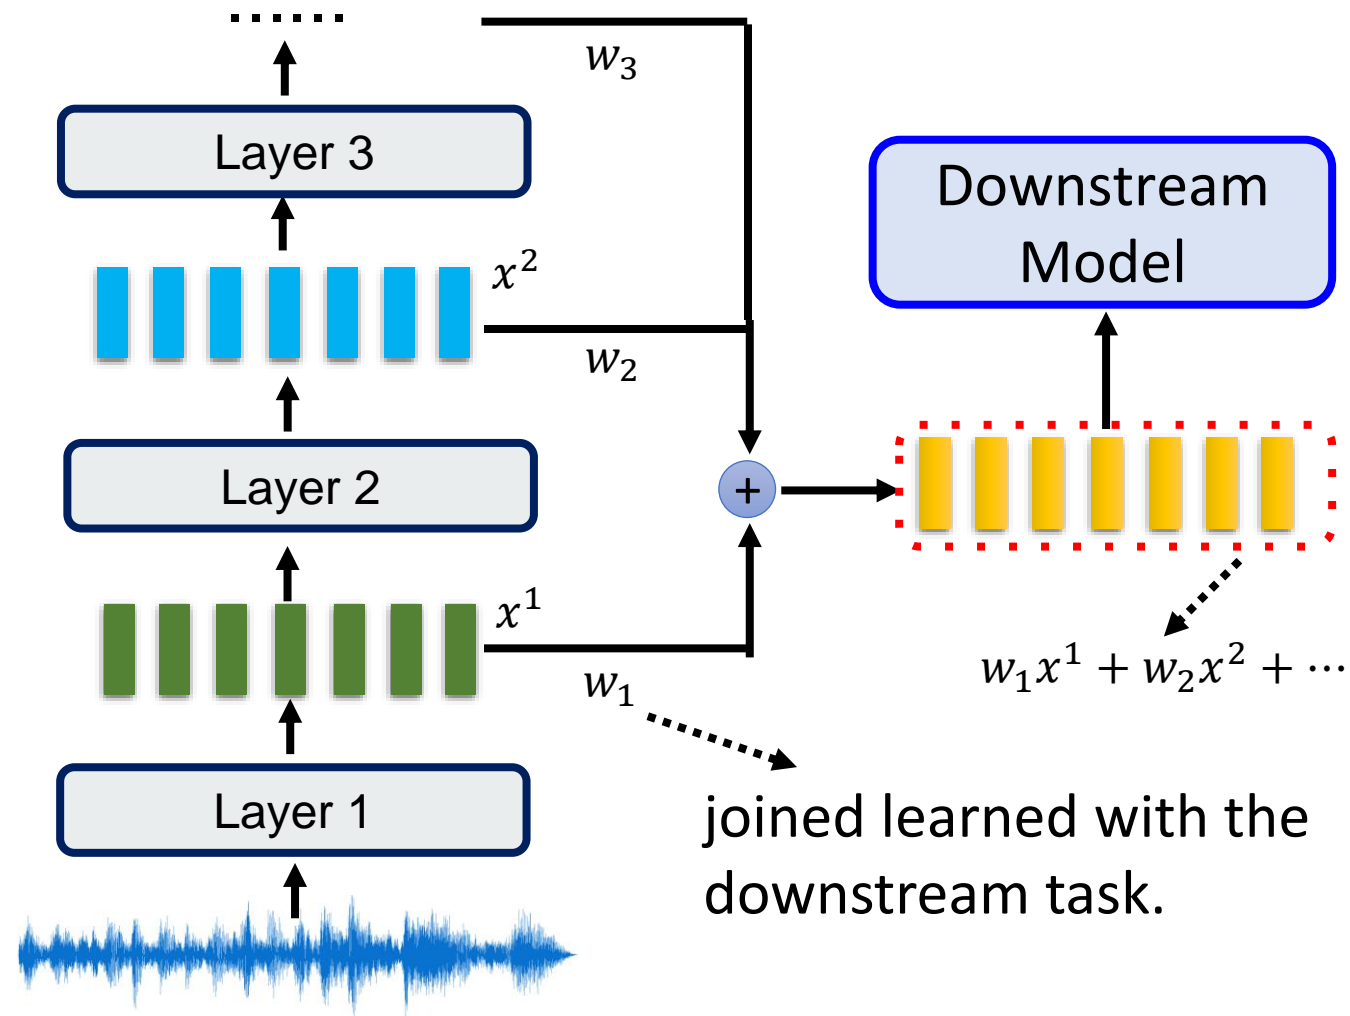 w₃
Layer 3
Downstream
Model
x²
w₂
Layer 2
+
x¹
w₁x¹ + w₂x² + ⋯
w₁
Layer 1
joined learned with the
downstream task.